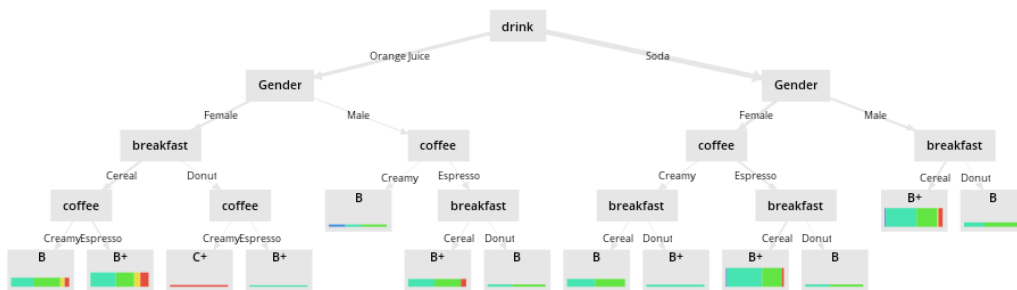 drink
Orange Juice Soda
Gender Gender
Female Male Female Male
breakfast coffee coffee breakfast
Cereal Donut Creamy Espresso Creamy Espresso Cereal Donut
coffee coffee B breakfast breakfast breakfast B+ B
Creamy Espresso Creamy Espresso Cereal Donut Cereal Donut Cereal Donut
B B+ C+ B+ B+ B B B+ B+ B